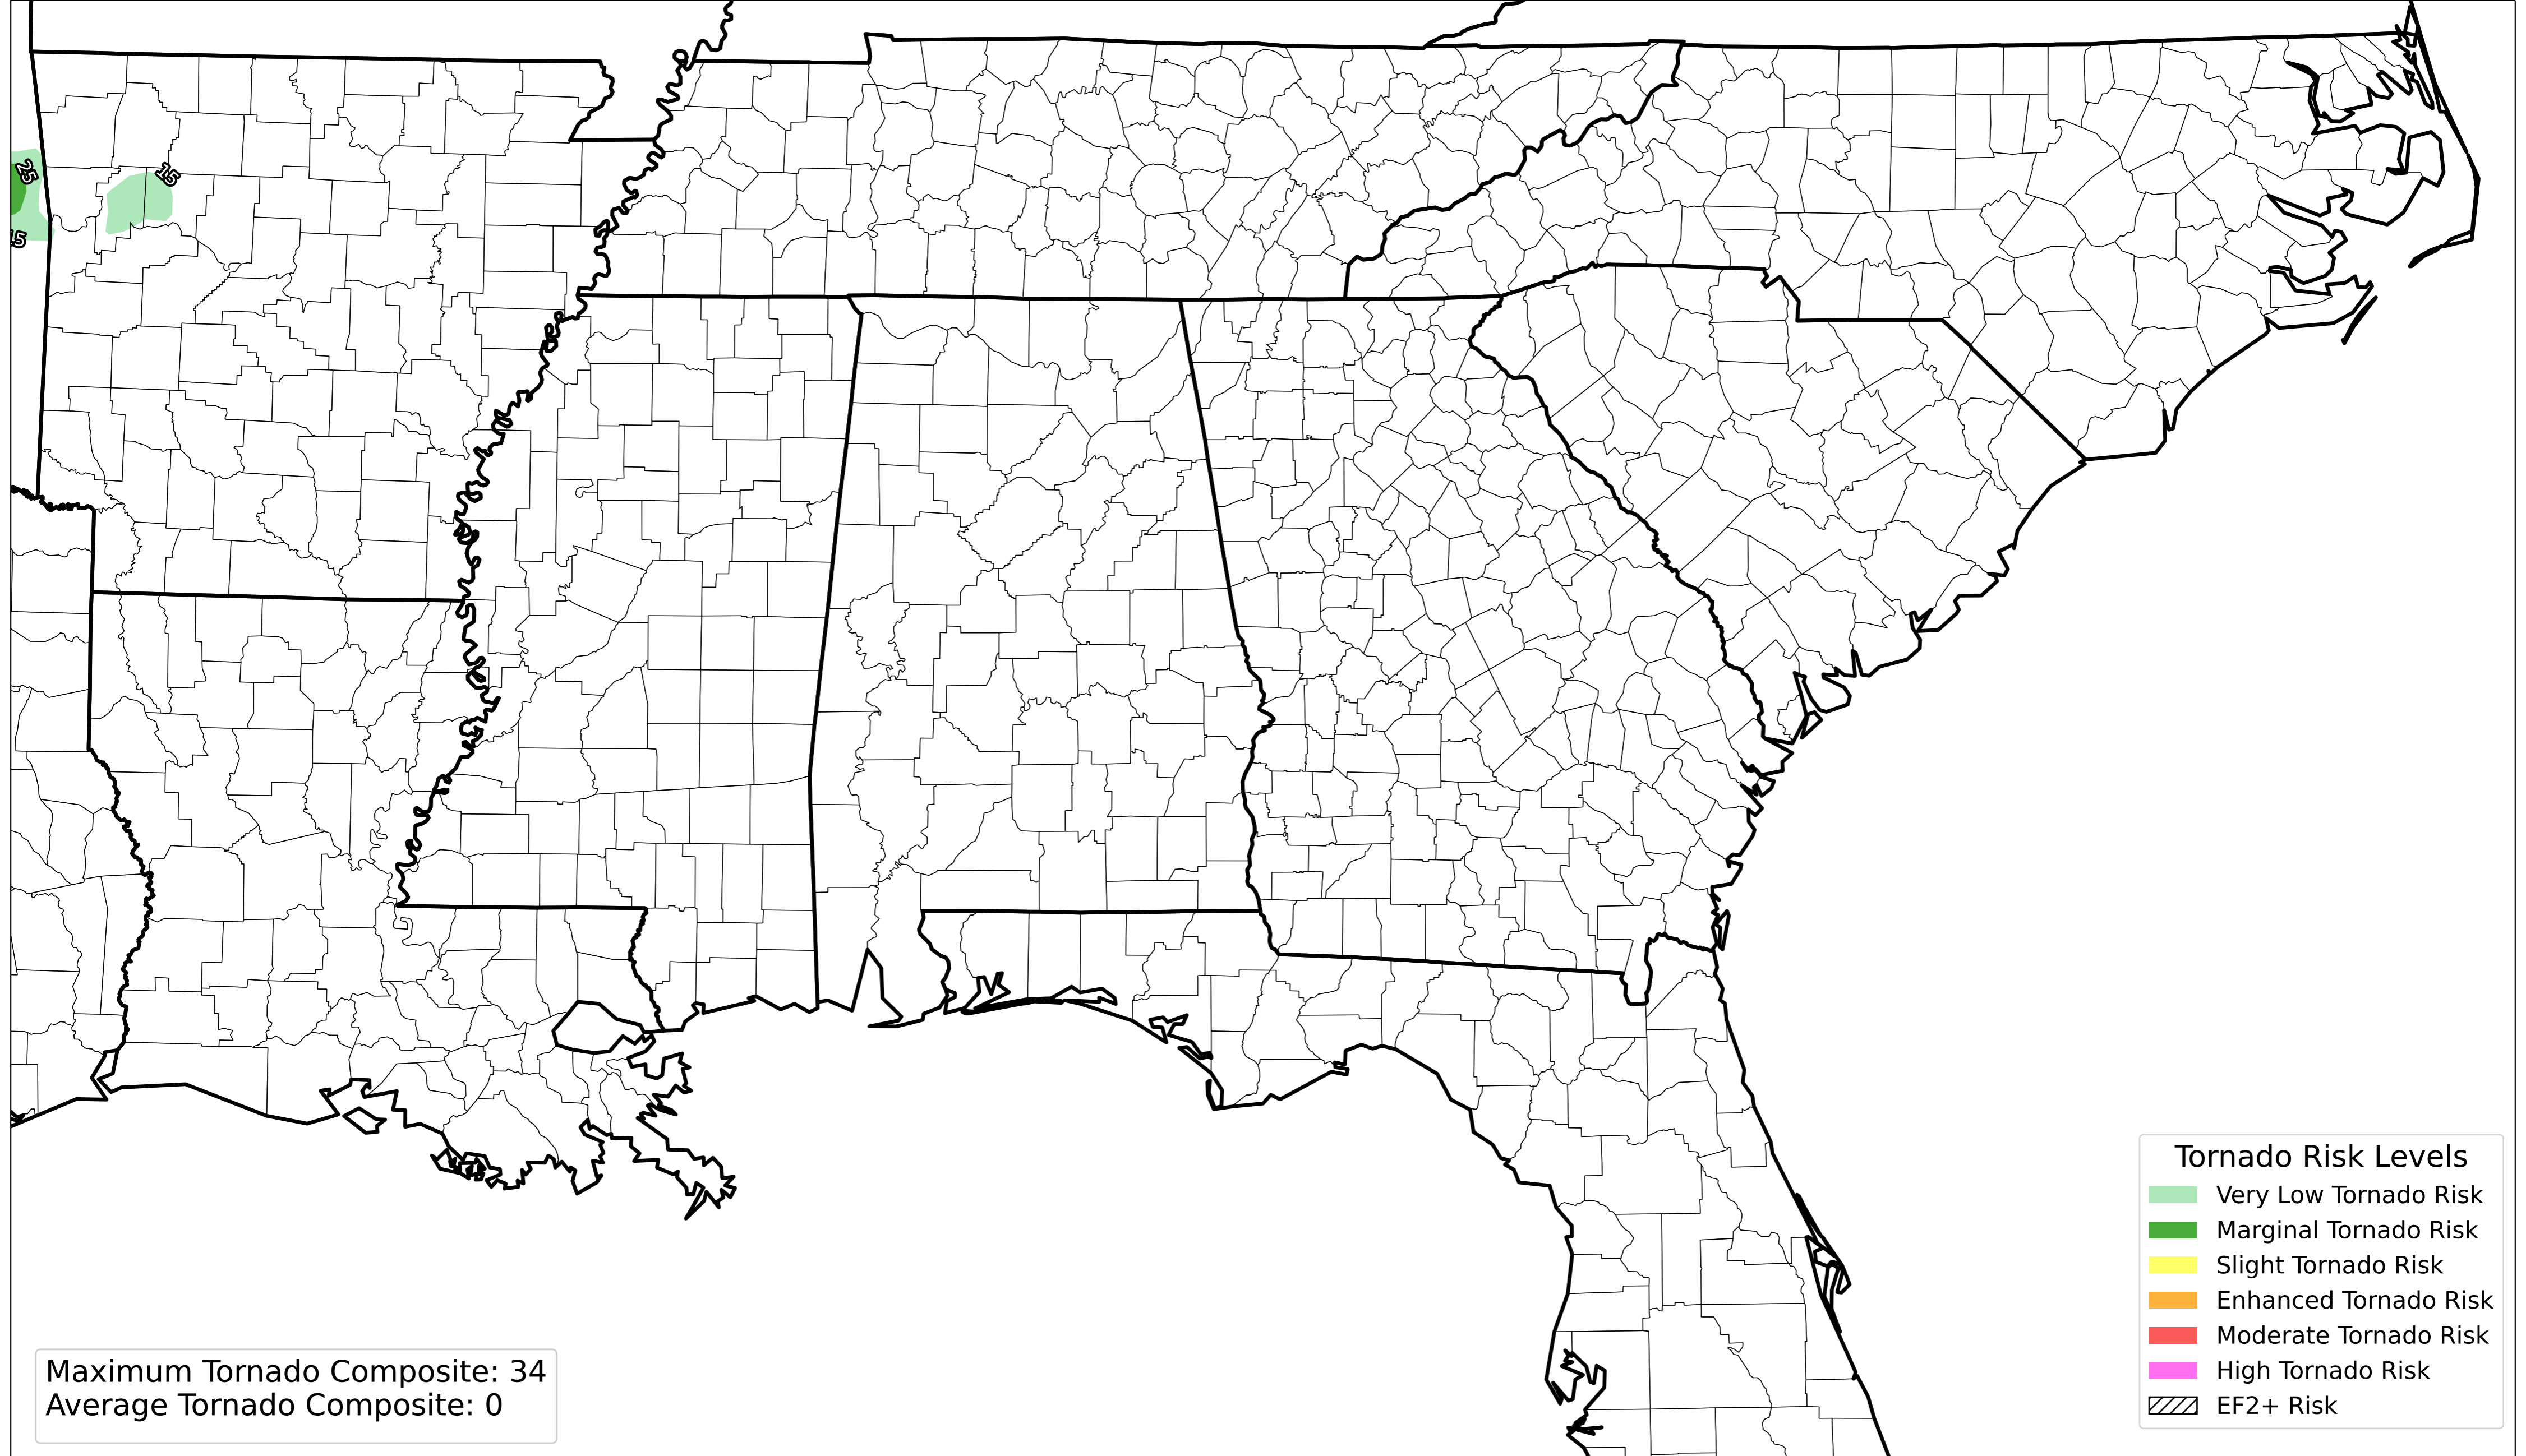 25
15
15
Tornado Risk Levels
Very Low Tornado Risk
Marginal Tornado Risk
Slight Tornado Risk
Enhanced Tornado Risk
Moderate Tornado Risk
High Tornado Risk
EF2+ Risk
Maximum Tornado Composite: 34
Average Tornado Composite: 0